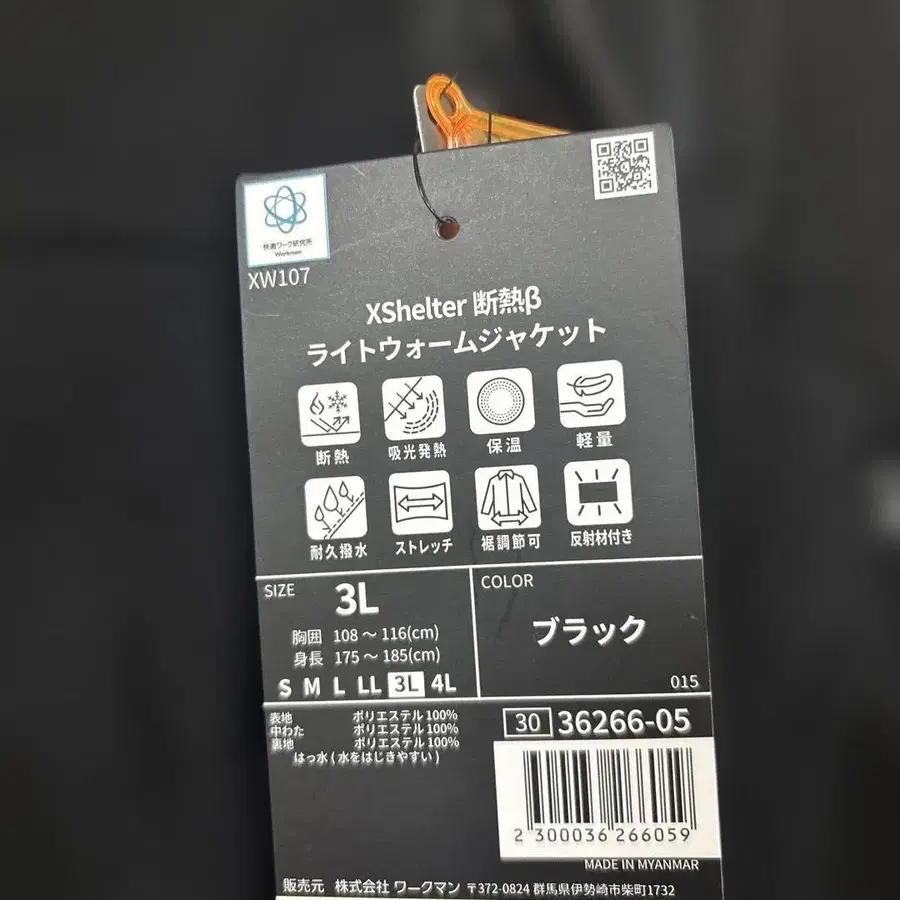 快適ワーク研究所
Workman
XW107
XShelter 断熱β
ライトウォームジャケット
断熱 吸光発熱 保温 軽量
耐久撥水 ストレッチ 裾調節可 反射材付き
SIZE 3L
胸囲 108～116(cm)
身長 175～185(cm)
S M L LL 3L 4L
COLOR
ブラック
015
表地 ポリエステル100%
中わた ポリエステル100%
裏地 ポリエステル100%
はっ水(水をはじきやすい)
30 36266-05
2 300036 266059
MADE IN MYANMAR
販売元 株式会社 ワークマン 〒372-0824 群馬県伊勢崎市柴町1732